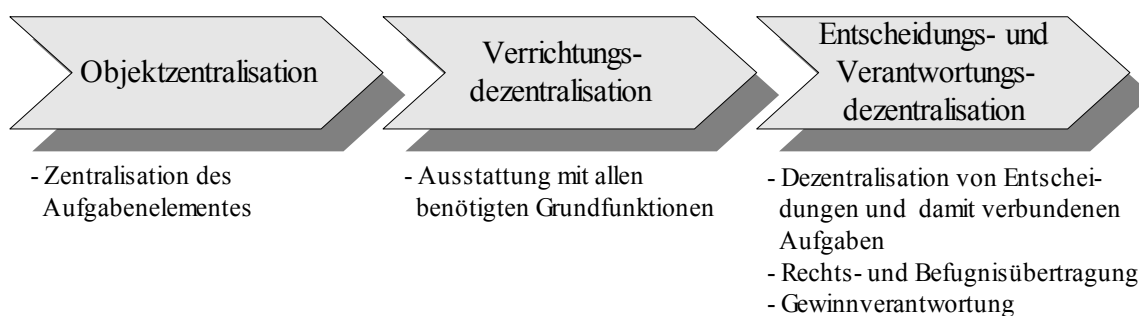 Objektzentralisation
- Zentralisation des
Aufgabenelementes
Verrichtungs-
dezentralisation
- Ausstattung mit allen
benötigten Grundfunktionen
Entscheidungs- und
Verantwortungs-
dezentralisation
- Dezentralisation von Entschei-
dungen und damit verbundenen
Aufgaben
- Rechts- und Befugnisübertragung
- Gewinnverantwortung